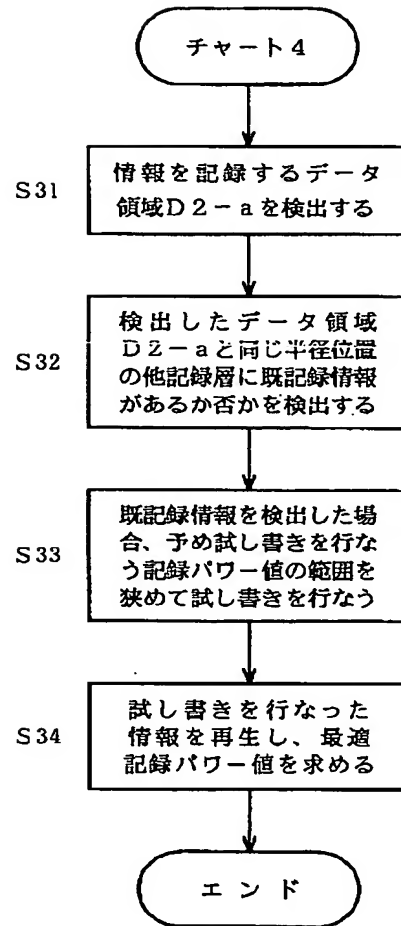 チャート4
S31
情報を記録するデータ
領域D2-aを検出する
S32
検出したデータ領域
D2-aと同じ半径位置
の他記録層に既記録情報
があるか否かを検出する
S33
既記録情報を検出した場
合、予め試し書きを行な
う記録パワー値の範囲を
狭めて試し書きを行なう
S34
試し書きを行なった
情報を再生し、最適
記録パワー値を求める
エンド